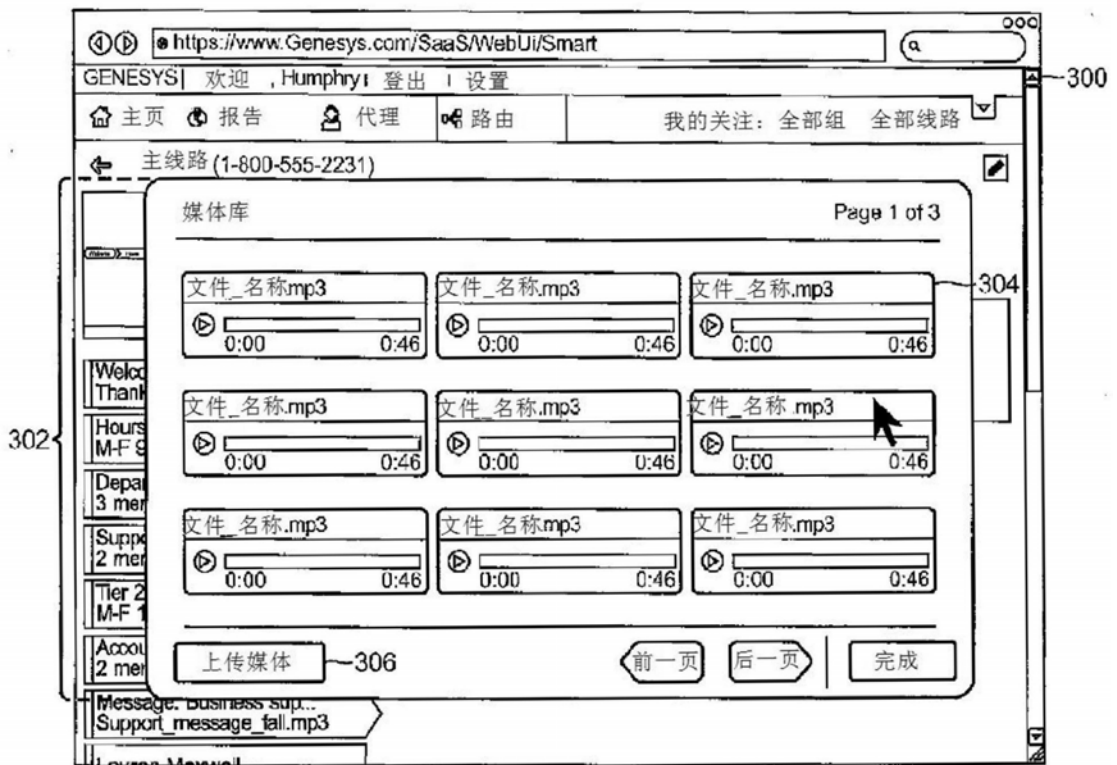 https://www.Genesys.com/SaaS/WebUi/Smart
GENESYS| 欢迎 ,Humphry| 登出 | 设置
300
主页 报告 代理 路由 我的关注：全部组 全部线路
主线路 (1-800-555-2231)
媒体库 Page 1 of 3
文件_名称.mp3 文件_名称.mp3 文件_名称.mp3
304
0:00 0:46 0:00 0:46 0:00 0:46
Welco
Thank
文件_名称.mp3 文件_名称.mp3 文件_名称.mp3
Hours
M-F 9
302
0:00 0:46 0:00 0:46 0:00 0:46
Depar
3 mer
文件_名称.mp3 文件_名称.mp3 文件_名称.mp3
Suppo
2 mer
0:00 0:46 0:00 0:46 0:00 0:46
Tier 2
M-F 1
Accou
2 mer
上传媒体 306 前一页 后一页 完成
Message: Business sup...
Support_message_fall.mp3